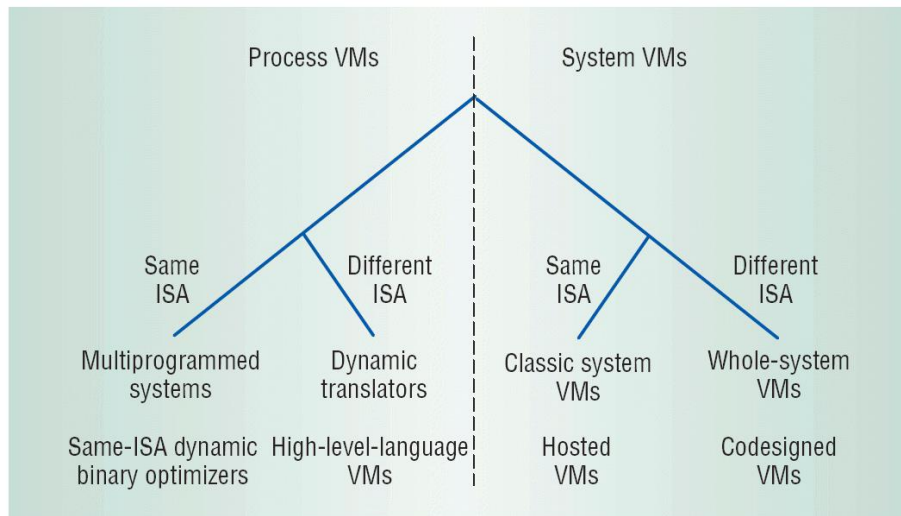 Process VMs
System VMs
Same
ISA
Different
ISA
Same
ISA
Different
ISA
Multiprogrammed
systems
Dynamic
translators
Classic system
VMs
Whole-system
VMs
Same-ISA dynamic
binary optimizers
High-level-language
VMs
Hosted
VMs
Codesigned
VMs